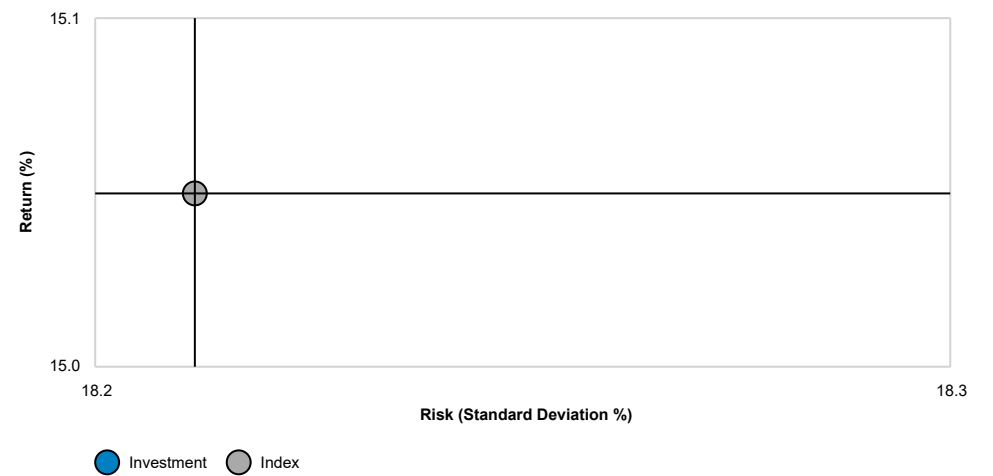 15.1
Return (%)
15.0
18.2
18.3
Risk (Standard Deviation %)
Investment
Index